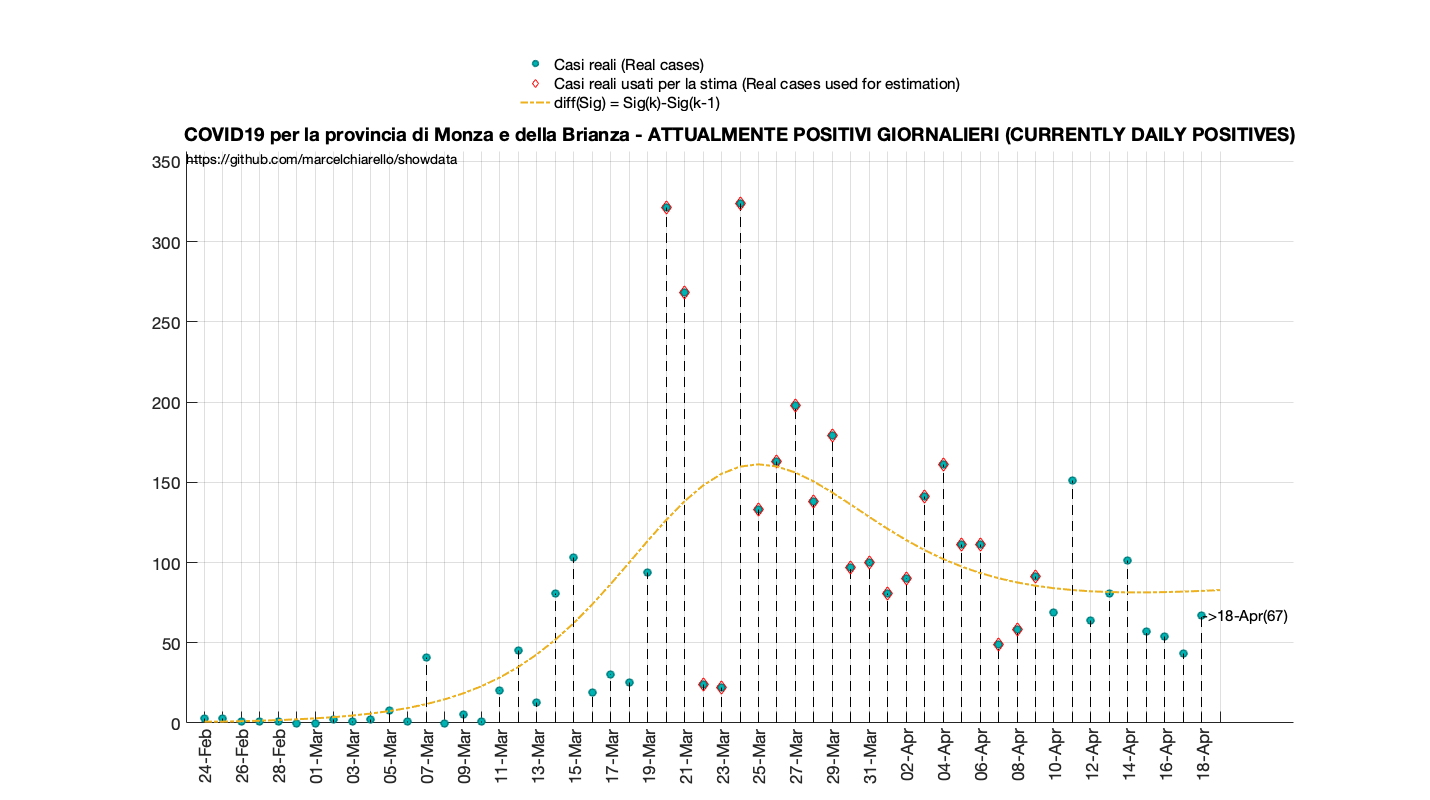 Casi reali (Real cases)
Casi reali usati per la stima (Real cases used for estimation)
diff(Sig) = Sig(k)-Sig(k-1)
COVID19 per la provincia di Monza e della Brianza - ATTUALMENTE POSITIVI GIORNALIERI (CURRENTLY DAILY POSITIVES)
https://github.com/marcelchiarello/showdata
350
300
250
200
150
100
50
0
->18-Apr(67)
24-Feb
26-Feb
28-Feb
01-Mar
03-Mar
05-Mar
07-Mar
09-Mar
11-Mar
13-Mar
15-Mar
17-Mar
19-Mar
21-Mar
23-Mar
25-Mar
27-Mar
29-Mar
31-Mar
02-Apr
04-Apr
06-Apr
08-Apr
10-Apr
12-Apr
14-Apr
16-Apr
18-Apr